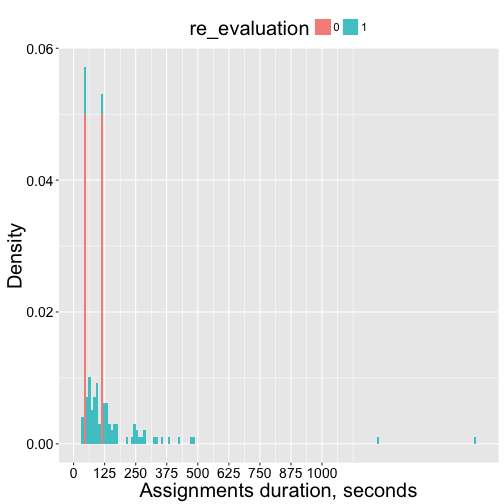 re_evaluation 0 1
0.06
0.04
Density
0.02
0.00
0 125 250 375 500 625 750 875 1000
Assignments duration, seconds